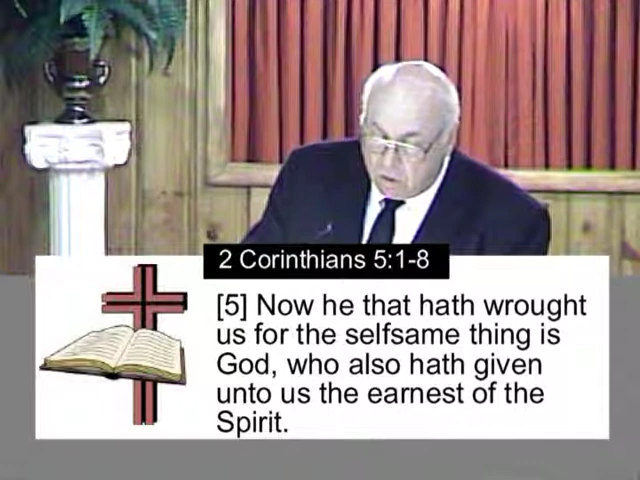 2 Corinthians 5:1-8
[5] Now he that hath wrought
us for the selfsame thing is
God, who also hath given
unto us the earnest of the
Spirit.